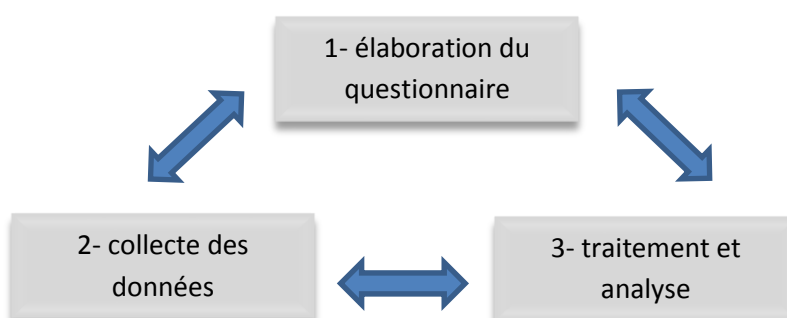 1- élaboration du
questionnaire
2- collecte des
données
3- traitement et
analyse